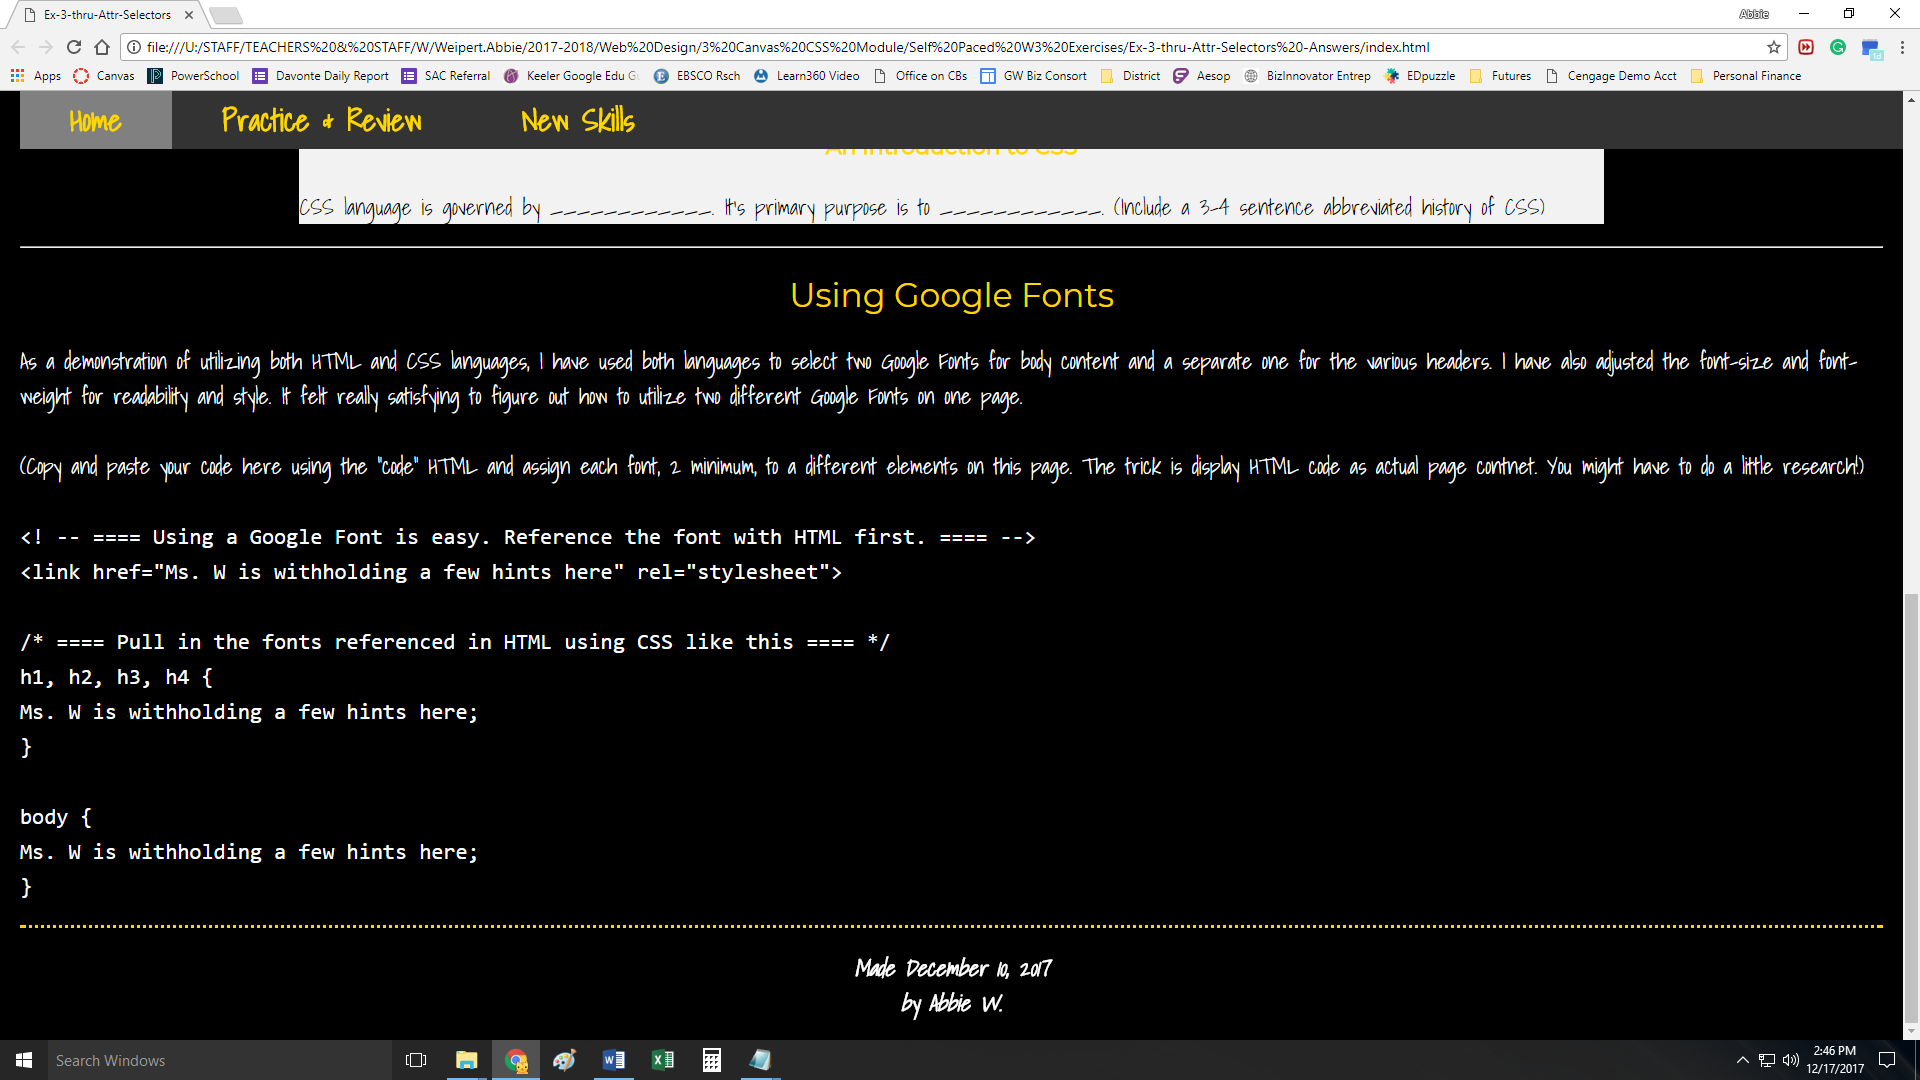 Ex-3-thru-Attr-Selectors
Abbie
file:///U:/STAFF/TEACHERS%20&%20STAFF/W/Weipert.Abbie/2017-2018/Web%20Design/3%20Canvas%20CSS%20Module/Self%20Paced%20W3%20Exercises/Ex-3-thru-Attr-Selectors%20-Answers/index.html
Apps Canvas PowerSchool Davonte Daily Report SAC Referral Keeler Google Edu G EBSCO Rsch Learn360 Video Office on CBs GW Biz Consort District Aesop BizInnovator Entrep EDpuzzle Futures Cengage Demo Acct Personal Finance
Home Practice & Review New Skills
An Introduction to CSS
CSS language is governed by ____________. It's primary purpose is to ____________. (Include a 3-4 sentence abbreviated history of CSS)
Using Google Fonts
As a demonstration of utilizing both HTML and CSS languages, I have used both languages to select two Google Fonts for body content and a separate one for the various headers. I have also adjusted the font-size and font-
weight for readability and style. It felt really satisfying to figure out how to utilize two different Google Fonts on one page.
(Copy and paste your code here using the "code" HTML and assign each font, 2 minimum, to a different elements on this page. The trick is display HTML code as actual page contnet. You might have to do a little research!)
<! -- ==== Using a Google Font is easy. Reference the font with HTML first. ==== -->
<link href="Ms. W is withholding a few hints here" rel="stylesheet">
/* ==== Pull in the fonts referenced in HTML using CSS like this ==== */
h1, h2, h3, h4 {
Ms. W is withholding a few hints here;
}
body {
Ms. W is withholding a few hints here;
}
Made December 10, 2017
by Abbie W.
Search Windows
2:46 PM
12/17/2017